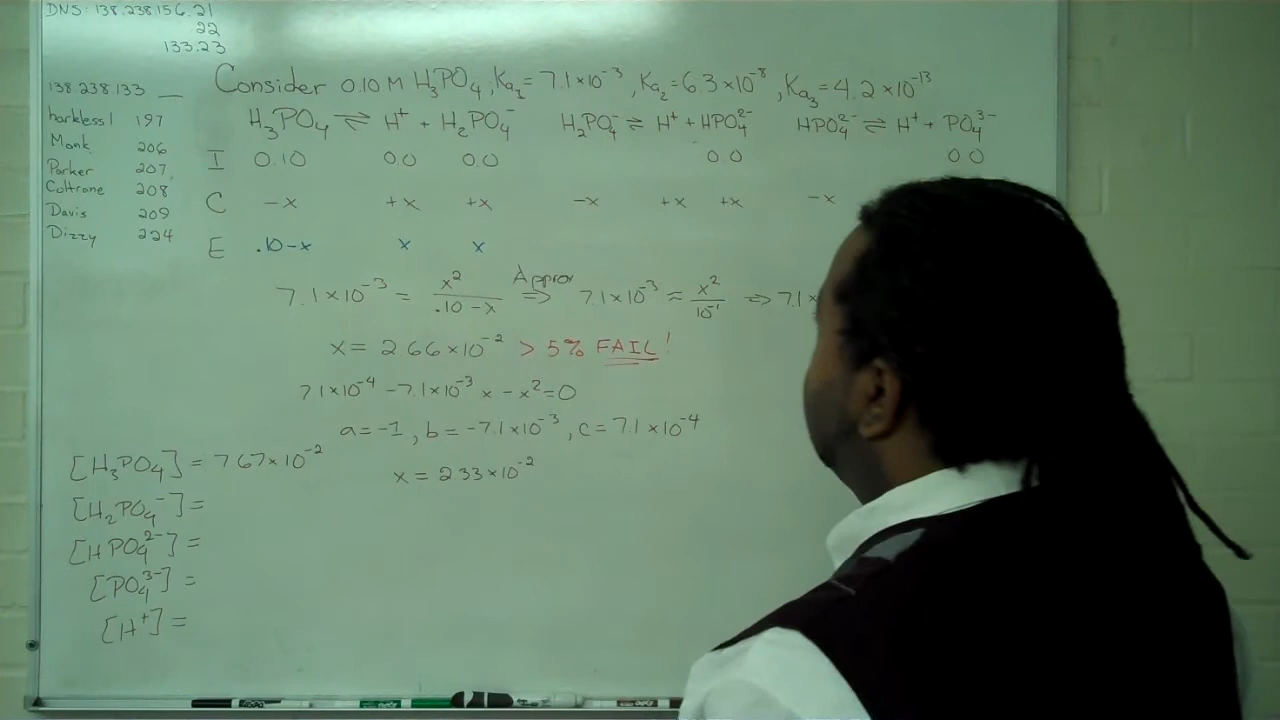 DNS: 138.238.156.21
22
133.23
138.238.133 __
harkless1 197
Monk 206
Parker 207
Coltrane 208
Davis 209
Dizzy 224
Consider 0.10 M H₃PO₄, Ka₁ = 7.1×10⁻³, Ka₂ = 6.3×10⁻⁸, Ka₃ = 4.2×10⁻¹³
H₃PO₄ ⇌ H⁺ + H₂PO₄⁻ H₂PO₄⁻ ⇌ H⁺ + HPO₄²⁻ HPO₄²⁻ ⇌ H⁺ + PO₄³⁻
I 0.10 0.0 0.0 0.0 0.0
C -x +x +x -x +x +x -x
E .10-x x x
7.1×10⁻³ = x²/.10-x Approx ⇒ 7.1×10⁻³ ≈ x²/10⁻¹ ⇒ 7.1×
x = 2.66×10⁻² > 5% FAIL!
7.1×10⁻⁴ - 7.1×10⁻³ x - x² = 0
a = -1, b = -7.1×10⁻³, c = 7.1×10⁻⁴
[H₃PO₄] = 7.67×10⁻² x = 2.33×10⁻²
[H₂PO₄⁻] =
[HPO₄²⁻] =
[PO₄³⁻] =
[H⁺] =